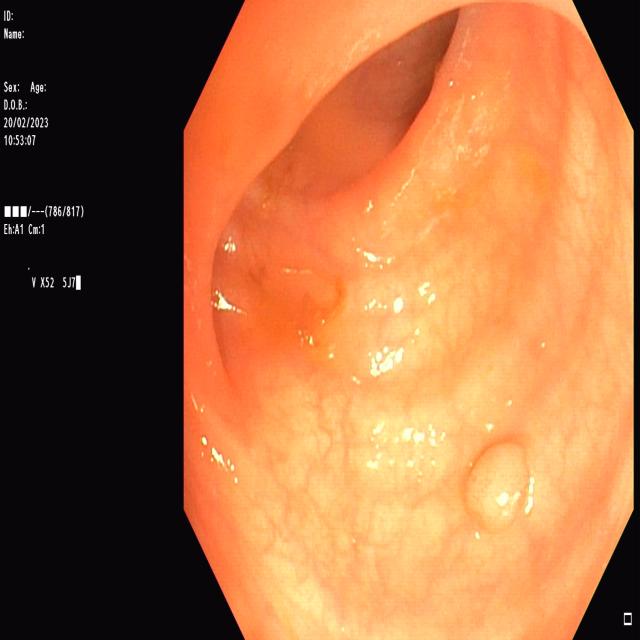 ID:
Name:
Sex: Age:
D.O.B.:
20/02/2023
10:53:07
■■■/---(786/817)
Eh:A1 Cm:1
V X52 5J7